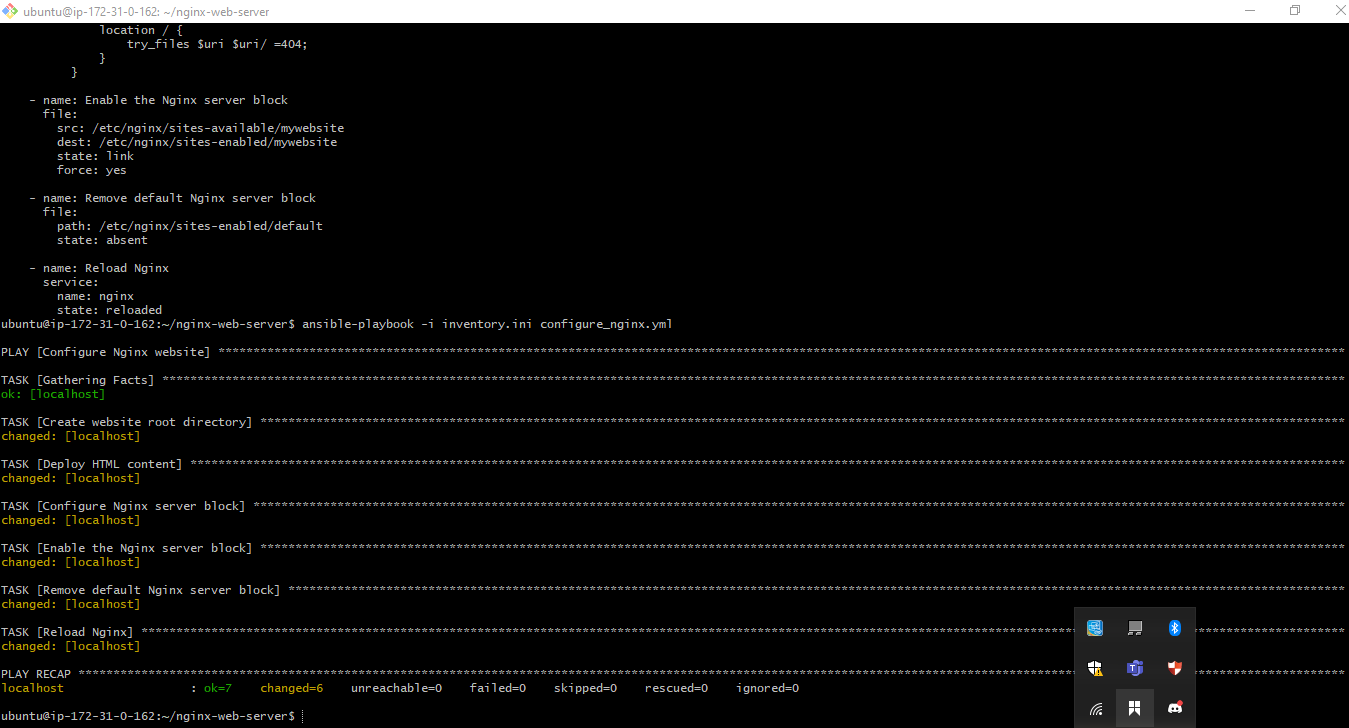 ubuntu@ip-172-31-0-162: ~/nginx-web-server
location / {
try_files $uri $uri/ =404;
}
}
- name: Enable the Nginx server block
file:
src: /etc/nginx/sites-available/mywebsite
dest: /etc/nginx/sites-enabled/mywebsite
state: link
force: yes
- name: Remove default Nginx server block
file:
path: /etc/nginx/sites-enabled/default
state: absent
- name: Reload Nginx
service:
name: nginx
state: reloaded
ubuntu@ip-172-31-0-162:~/nginx-web-server$ ansible-playbook -i inventory.ini configure_nginx.yml
PLAY [Configure Nginx website] ****************************************************************************************************************************************************************
TASK [Gathering Facts] ************************************************************************************************************************************************************************
ok: [localhost]
TASK [Create website root directory] **********************************************************************************************************************************************************
changed: [localhost]
TASK [Deploy HTML content] ********************************************************************************************************************************************************************
changed: [localhost]
TASK [Configure Nginx server block] ***********************************************************************************************************************************************************
changed: [localhost]
TASK [Enable the Nginx server block] **********************************************************************************************************************************************************
changed: [localhost]
TASK [Remove default Nginx server block] ******************************************************************************************************************************************************
changed: [localhost]
TASK [Reload Nginx] ***************************************************************************************************************************************************************************
changed: [localhost]
PLAY RECAP ************************************************************************************************************************************************************************************
localhost : ok=7 changed=6 unreachable=0 failed=0 skipped=0 rescued=0 ignored=0
ubuntu@ip-172-31-0-162:~/nginx-web-server$